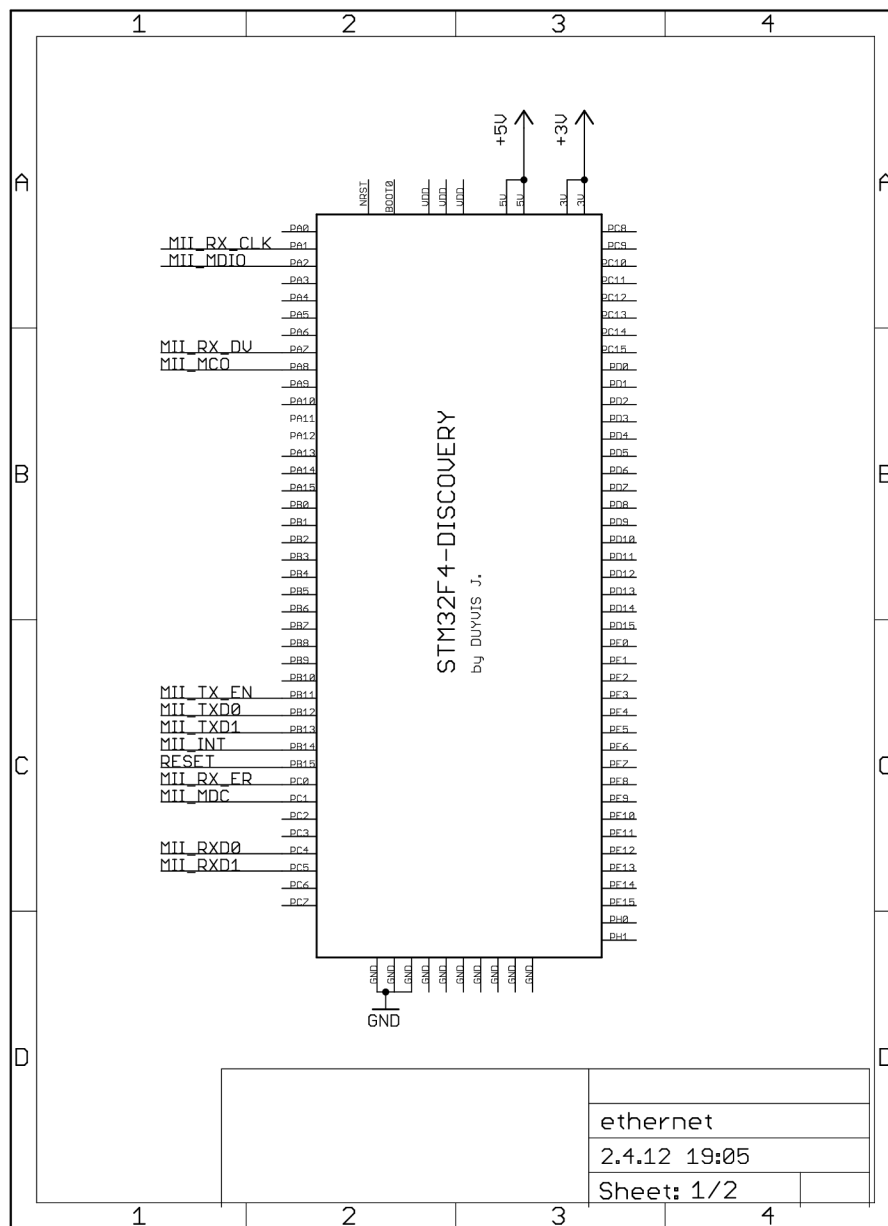 1 2 3 4
A A
+5V +3V
NRST BOOT0 VDD VDD VDD 5V 5V 3V 3V
PA0 PC8
MII_RX_CLK PA1 PC9
MII_MDIO PA2 PC10
PA3 PC11
PA4 PC12
PA5 PC13
PA6 PC14
MII_RX_DV PA7 PC15
MII_MCO PA8 PD0
PA9 PD1
PA10 PD2
PA11 PD3
PA12 PD4
PA13 PD5
B PA14 PD6 B
PA15 PD7
PB0 PD8
PB1 PD9
PB2 PD10
PB3 PD11
PB4 PD12
PB5 PD13
PB6 PD14
PB7 PD15
STM32F4-DISCOVERY
by DUYVIS J.
PB8 PE0
PB9 PE1
PB10 PE2
MII_TX_EN PB11 PE3
MII_TXD0 PB12 PE4
MII_TXD1 PB13 PE5
MII_INT PB14 PE6
C RESET PB15 PE7 C
MII_RX_ER PC0 PE8
MII_MDC PC1 PE9
PC2 PE10
PC3 PE11
MII_RXD0 PC4 PE12
MII_RXD1 PC5 PE13
PC6 PE14
PC7 PE15
PH0
PH1
GND GND GND GND GND GND GND GND GND GND
GND
D D
ethernet
2.4.12 19:05
Sheet: 1/2
1 2 3 4